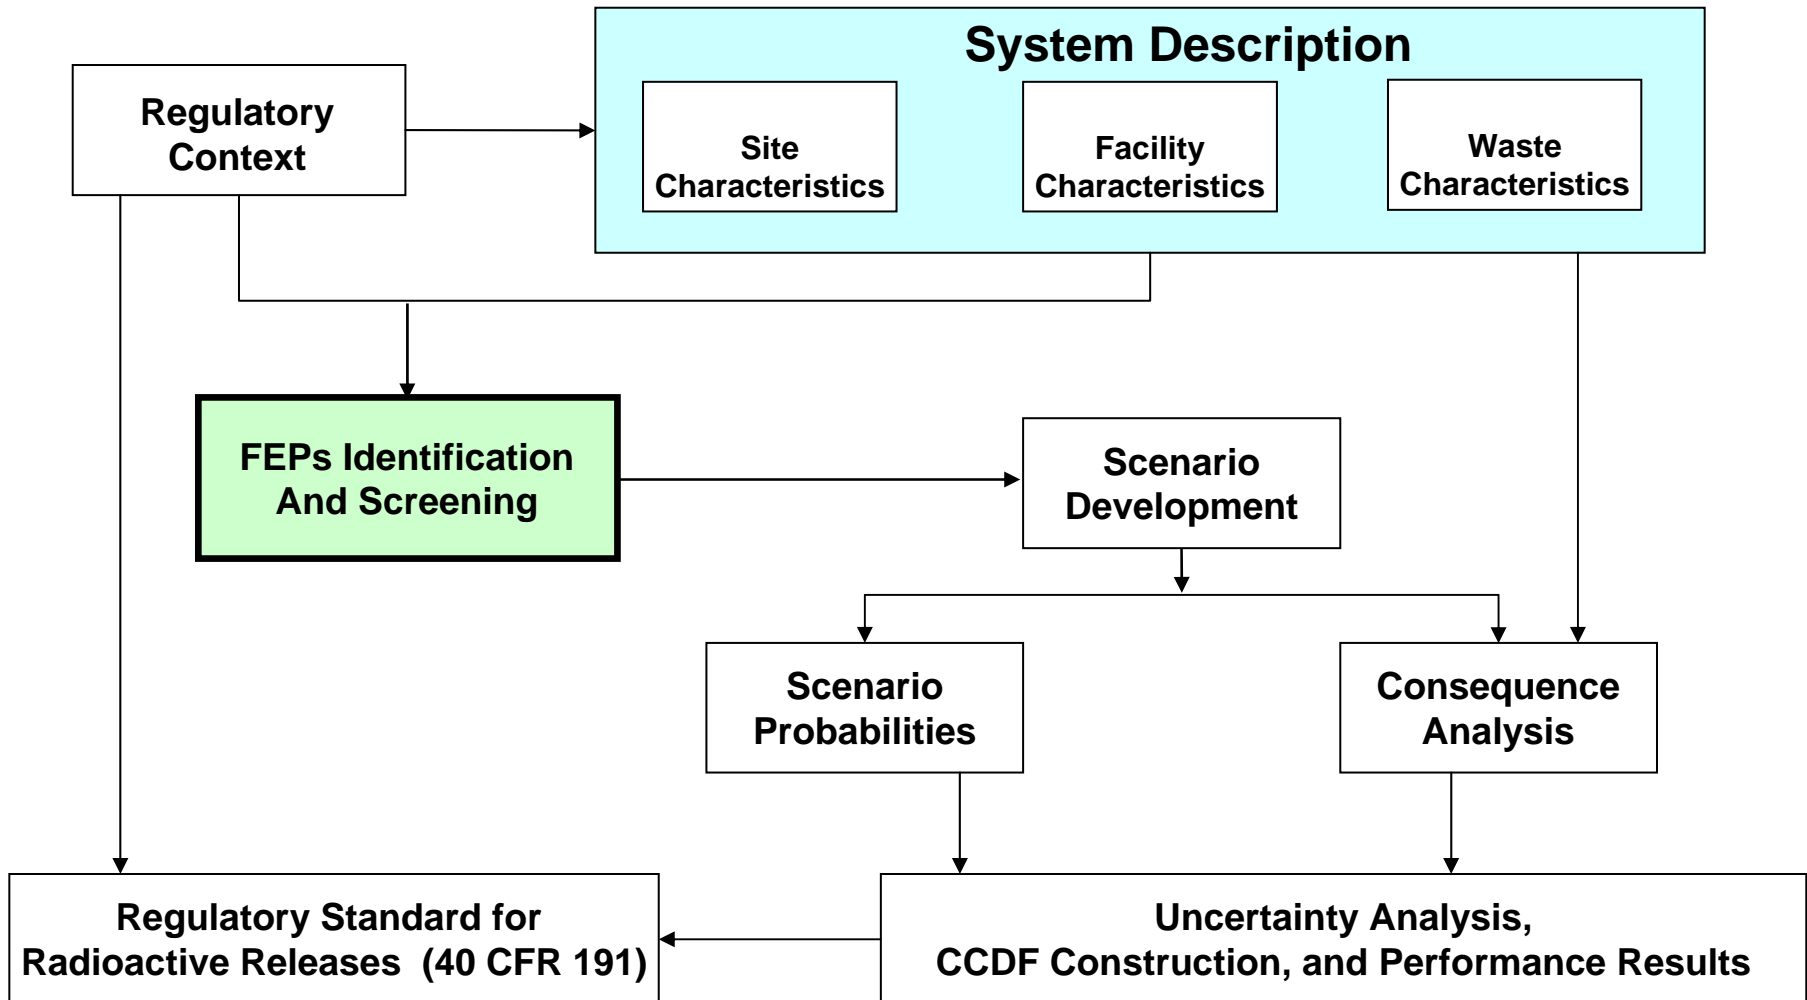 System Description
Regulatory
Context
Site
Characteristics
Facility
Characteristics
Waste
Characteristics
FEPs Identification
And Screening
Scenario
Development
Scenario
Probabilities
Consequence
Analysis
Regulatory Standard for
Radioactive Releases (40 CFR 191)
Uncertainty Analysis,
CCDF Construction, and Performance Results